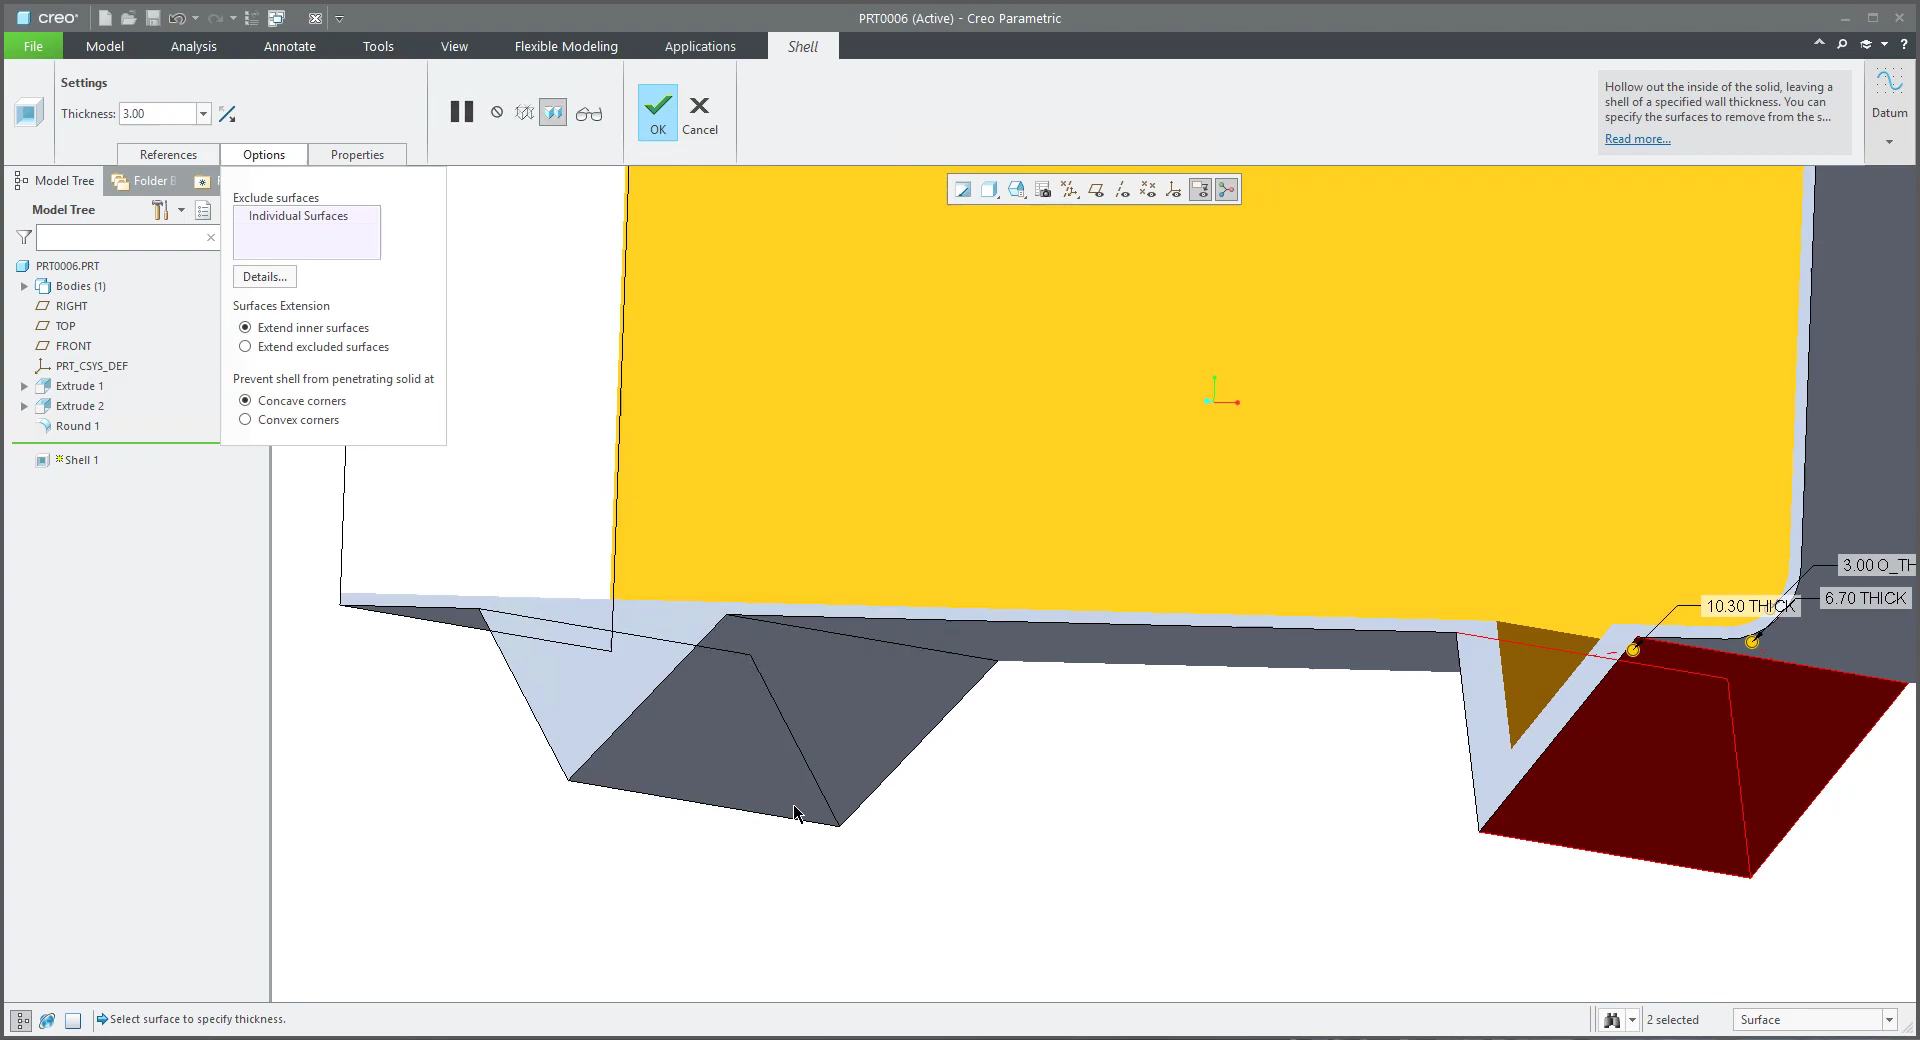 creo®
PRT0006 (Active) - Creo Parametric
File
Model
Analysis
Annotate
Tools
View
Flexible Modeling
Applications
Shell
?
Settings
Thickness: 3.00
OK
Cancel
Hollow out the inside of the solid, leaving a
shell of a specified wall thickness. You can
specify the surfaces to remove from the s...
Read more...
Datum
References
Options
Properties
Model Tree
Folder B
Model Tree
PRT0006.PRT
Bodies (1)
RIGHT
TOP
FRONT
PRT_CSYS_DEF
Extrude 1
Extrude 2
Round 1
Shell 1
Exclude surfaces
Individual Surfaces
Details...
Surfaces Extension
Extend inner surfaces
Extend excluded surfaces
Prevent shell from penetrating solid at
Concave corners
Convex corners
3.00 O_TH
6.70 THICK
10.30 THICK
Select surface to specify thickness.
2 selected
Surface